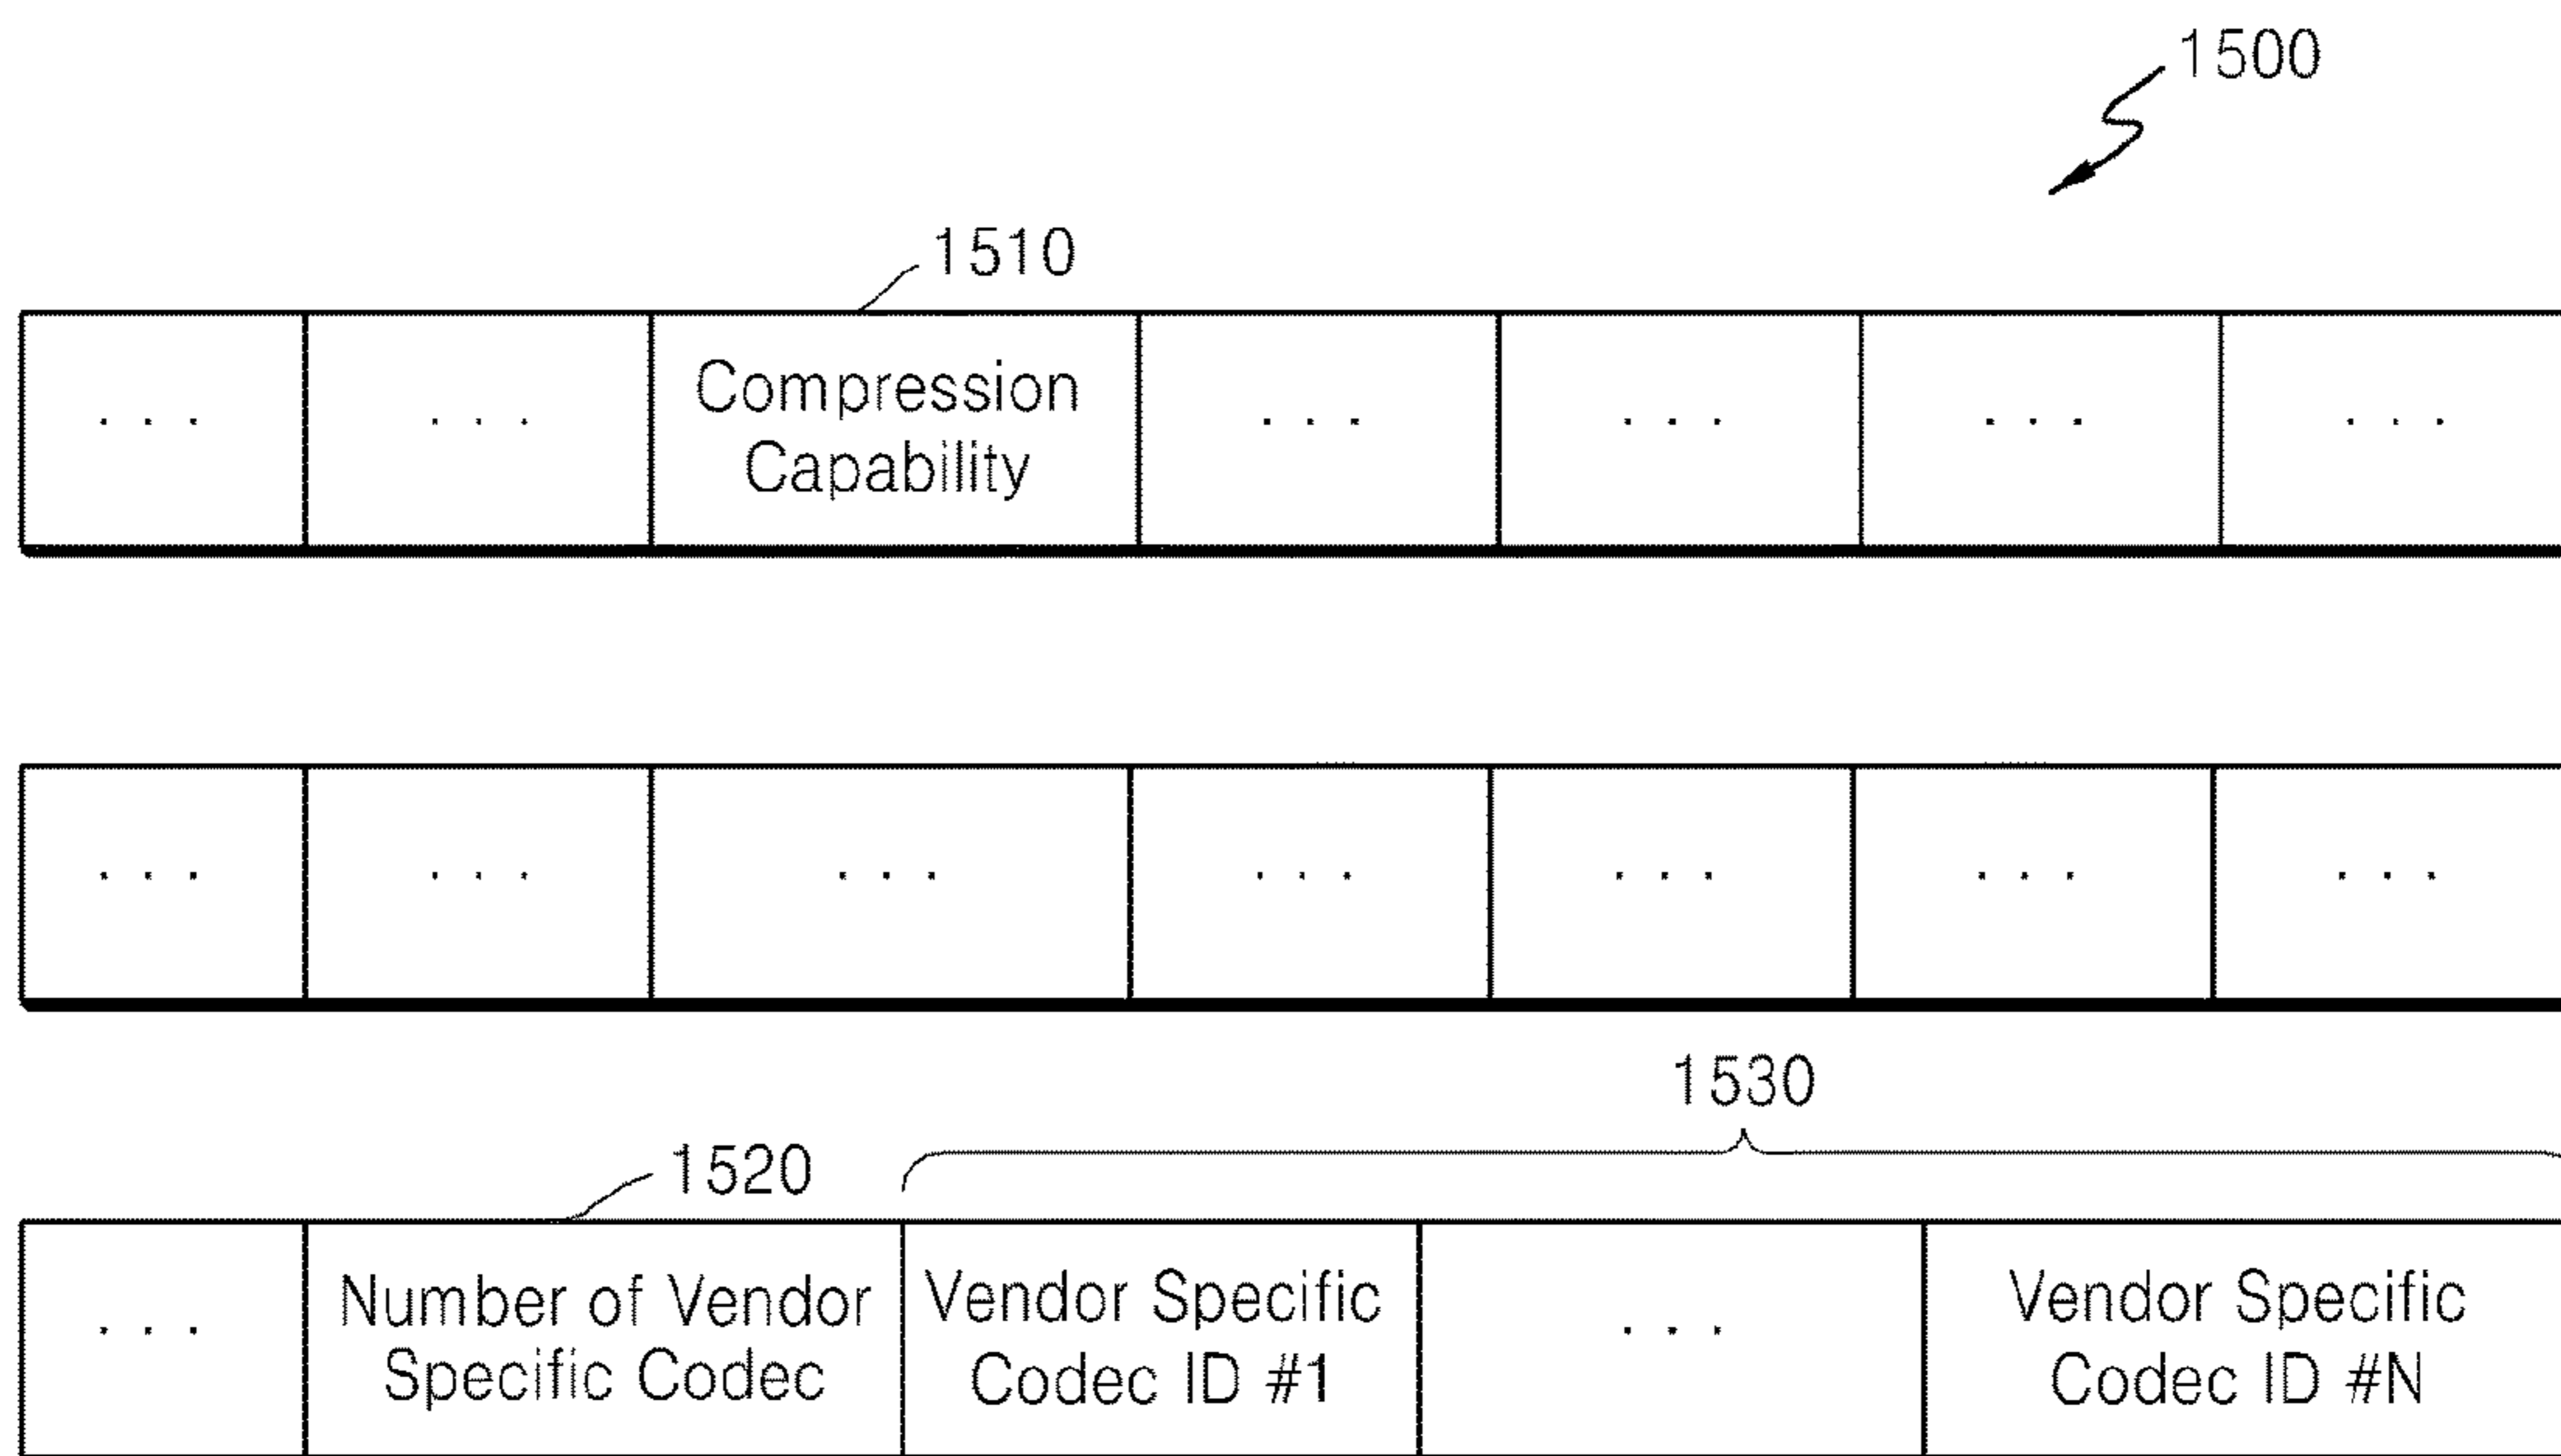 1500
1510
. . . . . . Compression . . . . . . . . . . . .
Capability
. . . . . . . . . . . . . . . . . . . . .
1530
1520
. . . Number of Vendor Vendor Specific . . . Vendor Specific
Specific Codec Codec ID #1 Codec ID #N